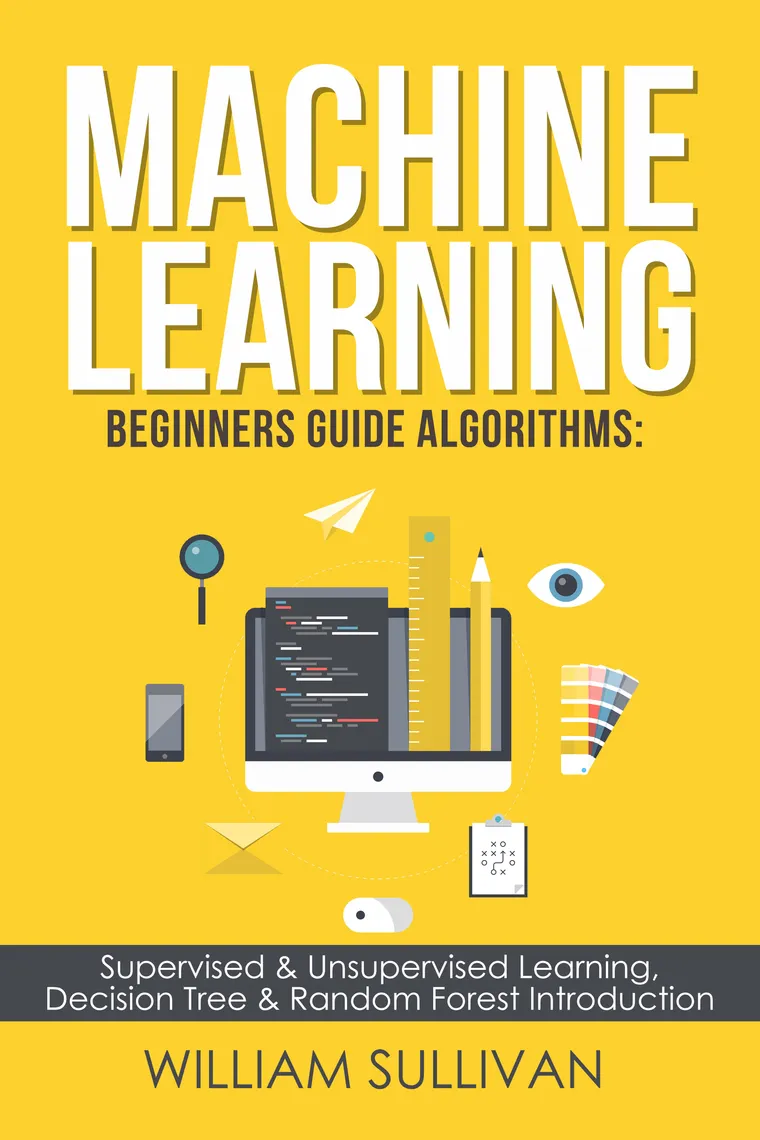 MACHINE
LEARNING
BEGINNERS GUIDE ALGORITHMS:
Supervised & Unsupervised Learning,
Decision Tree & Random Forest Introduction
WILLIAM SULLIVAN